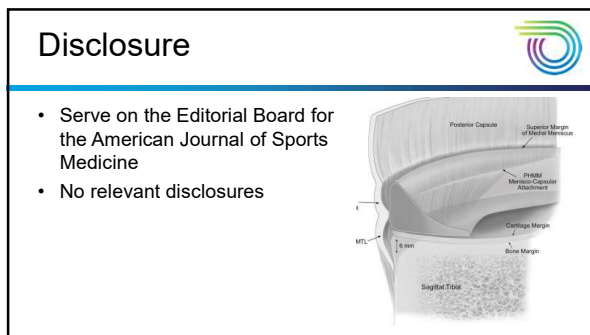 Disclosure
• Serve on the Editorial Board for
the American Journal of Sports
Medicine
• No relevant disclosures
Posterior Capsule
Superior Margin
of Medial Meniscus
PHMM
Menisco-Capsular
Attachment
Cartilage Margin
MTL
6 mm
Bone Margin
Sagittal Tibia